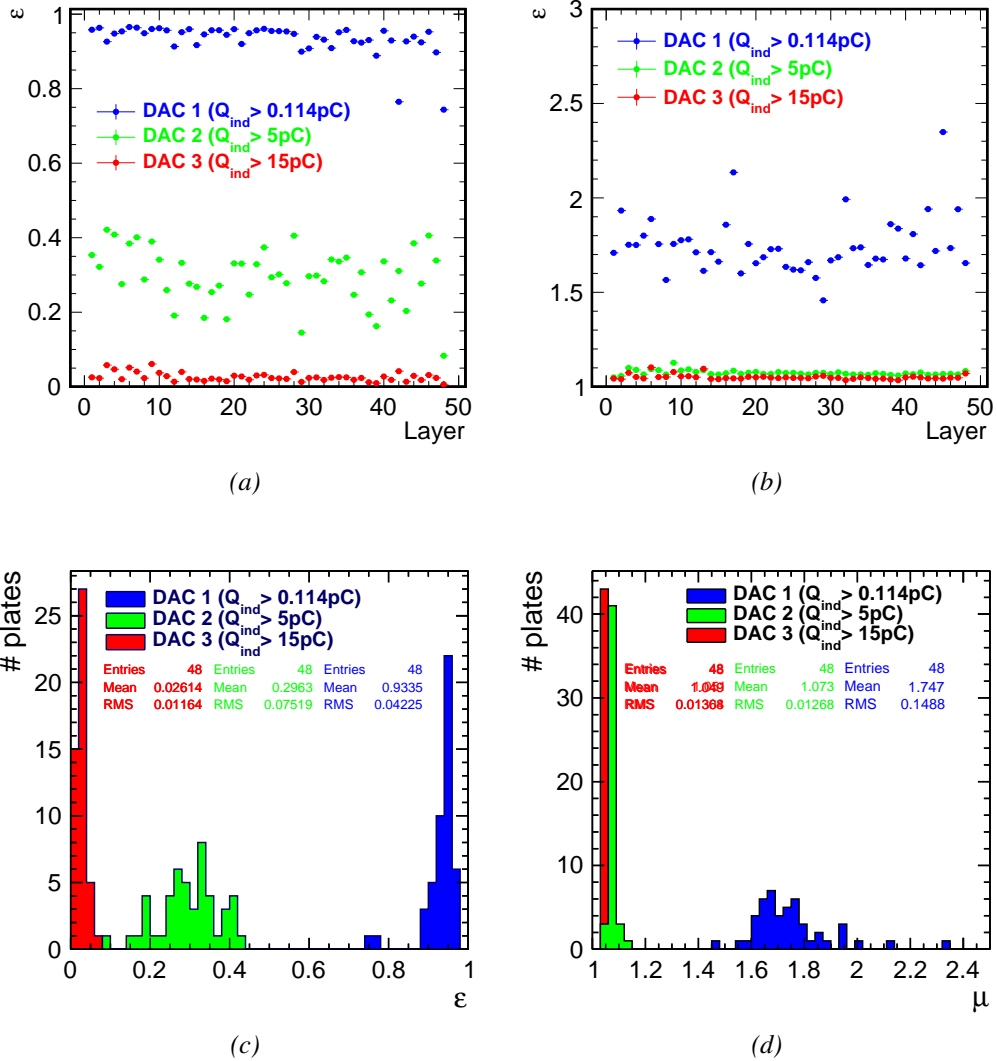 ε
1
0.8
0.6
0.4
0.2
0
DAC 1 (Q_ind > 0.114pC)
DAC 2 (Q_ind > 5pC)
DAC 3 (Q_ind > 15pC)
0 10 20 30 40 50
Layer
(a)
ε
3
2.5
2
1.5
1
DAC 1 (Q_ind > 0.114pC)
DAC 2 (Q_ind > 5pC)
DAC 3 (Q_ind > 15pC)
0 10 20 30 40 50
Layer
(b)
# plates
25
20
15
10
5
0
DAC 1 (Q_ind > 0.114pC)
DAC 2 (Q_ind > 5pC)
DAC 3 (Q_ind > 15pC)
Entries 48 Entries 48 Entries 48
Mean 0.02614 Mean 0.2963 Mean 0.9335
RMS 0.01164 RMS 0.07519 RMS 0.04225
0 0.2 0.4 0.6 0.8 1
ε
(c)
# plates
40
30
20
10
0
DAC 1 (Q_ind > 0.114pC)
DAC 2 (Q_ind > 5pC)
DAC 3 (Q_ind > 15pC)
Entries 48 Entries 48 Entries 48
Mean Mean 1.073 Mean 1.747
RMS RMS 0.01268 RMS 0.1488
1 1.2 1.4 1.6 1.8 2 2.2 2.4
μ
(d)